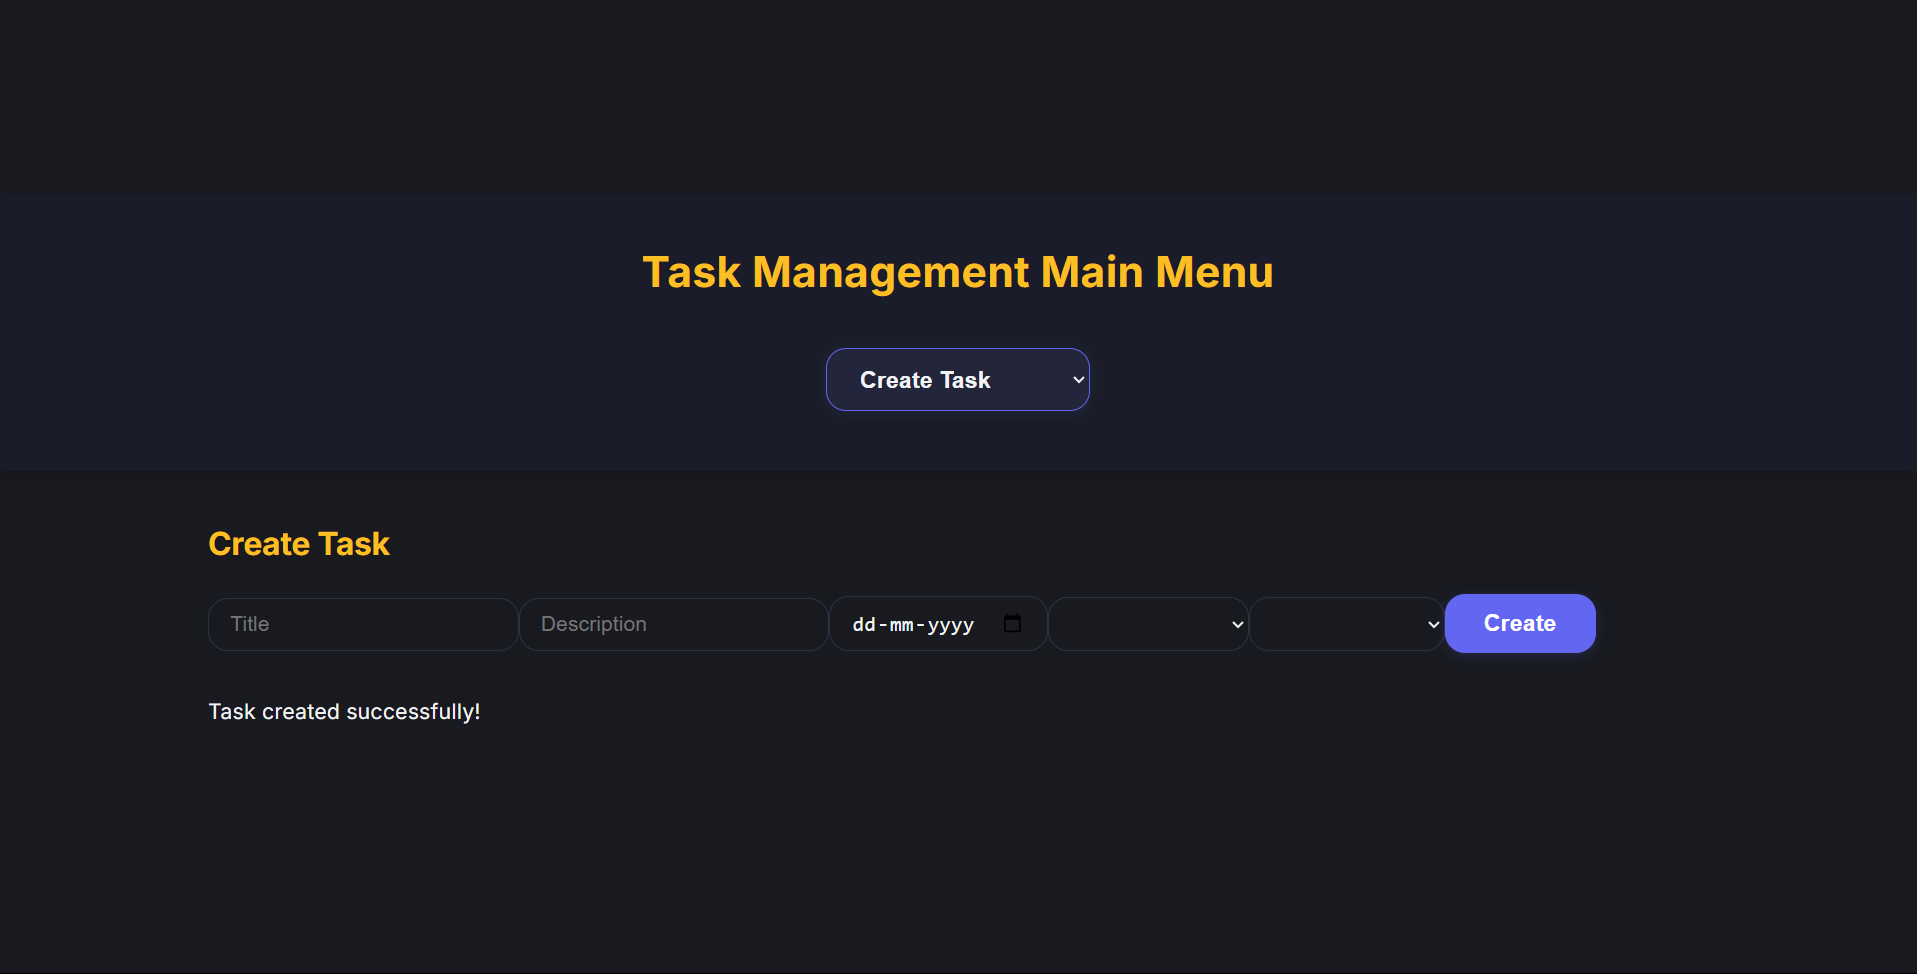 Task Management Main Menu
Create Task
Create Task
Title Description dd-mm-yyyy Create
Task created successfully!